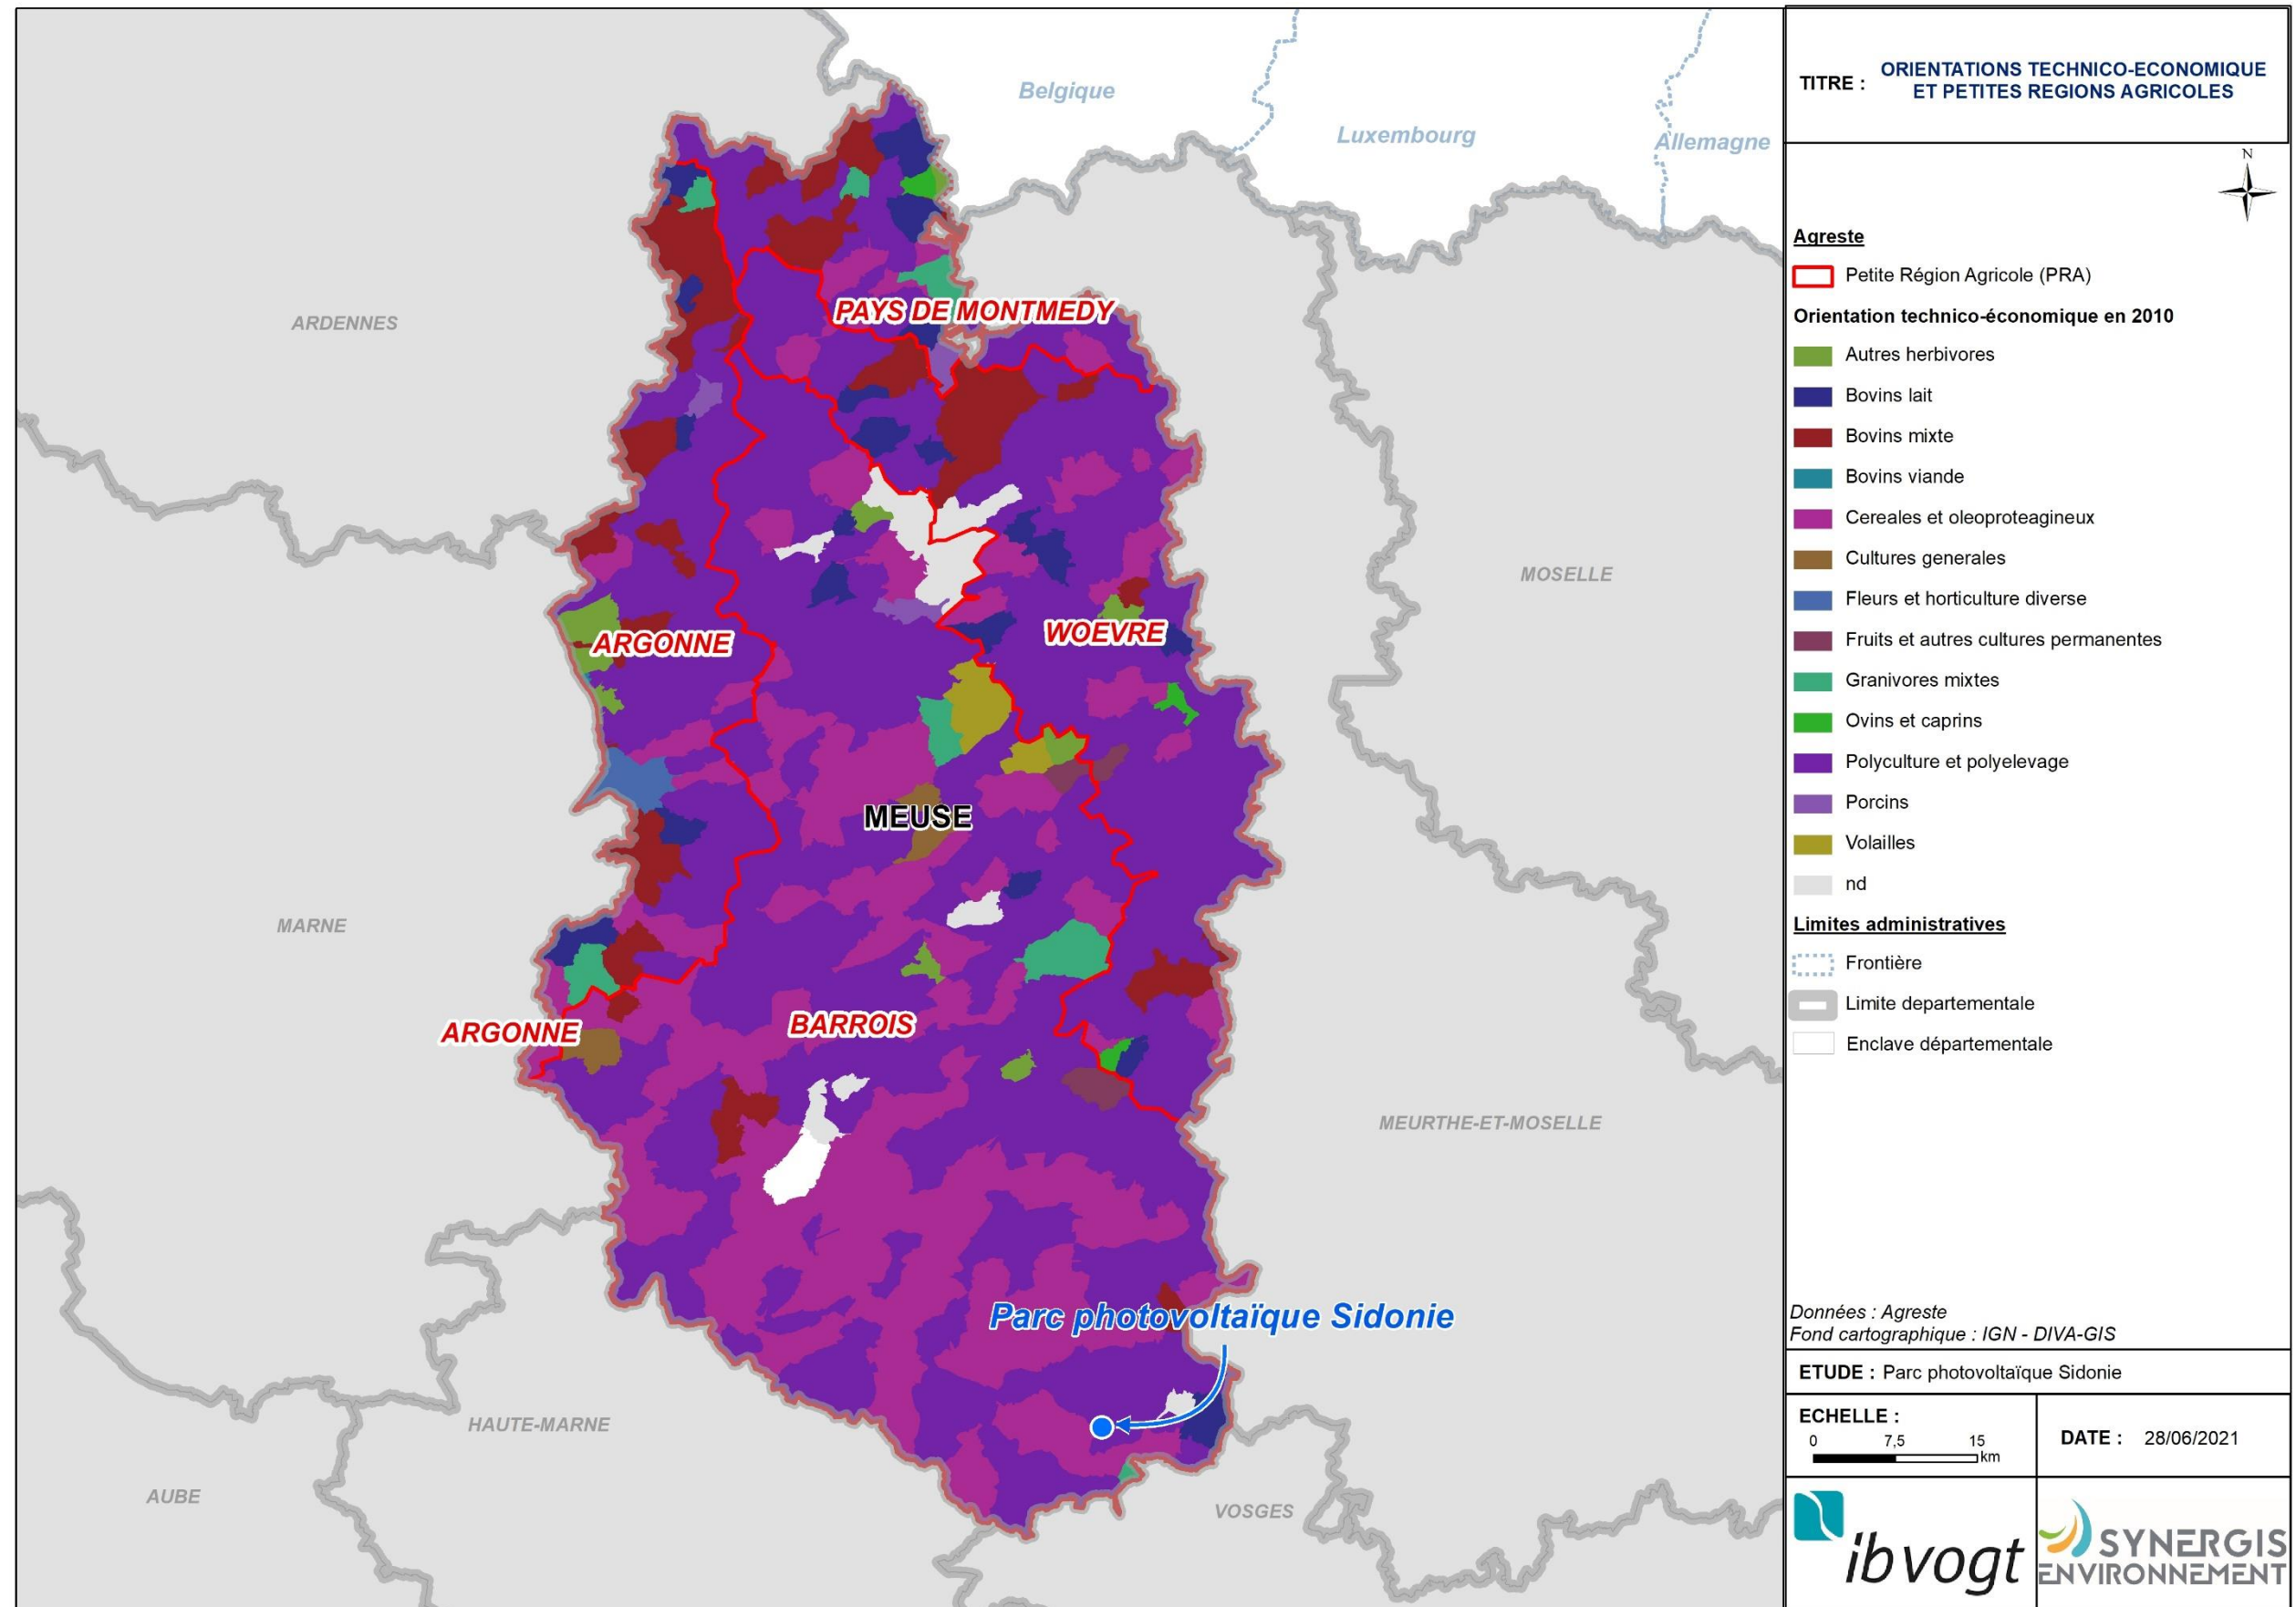 Belgique
Luxembourg
Allemagne
ARDENNES
PAYS DE MONTMEDY
MOSELLE
ARGONNE
WOEVRE
MEUSE
MARNE
ARGONNE
BARROIS
MEURTHE-ET-MOSELLE
Parc photovoltaïque Sidonie
HAUTE-MARNE
AUBE
VOSGES
TITRE : ORIENTATIONS TECHNICO-ECONOMIQUE
ET PETITES REGIONS AGRICOLES
N
Agreste
Petite Région Agricole (PRA)
Orientation technico-économique en 2010
Autres herbivores
Bovins lait
Bovins mixte
Bovins viande
Cereales et oleoproteagineux
Cultures generales
Fleurs et horticulture diverse
Fruits et autres cultures permanentes
Granivores mixtes
Ovins et caprins
Polyculture et polyelevage
Porcins
Volailles
nd
Limites administratives
Frontière
Limite departementale
Enclave départementale
Données : Agreste
Fond cartographique : IGN - DIVA-GIS
ETUDE : Parc photovoltaïque Sidonie
ECHELLE :
0 7,5 15
km
DATE : 28/06/2021
ib vogt
SYNERGIS
ENVIRONNEMENT